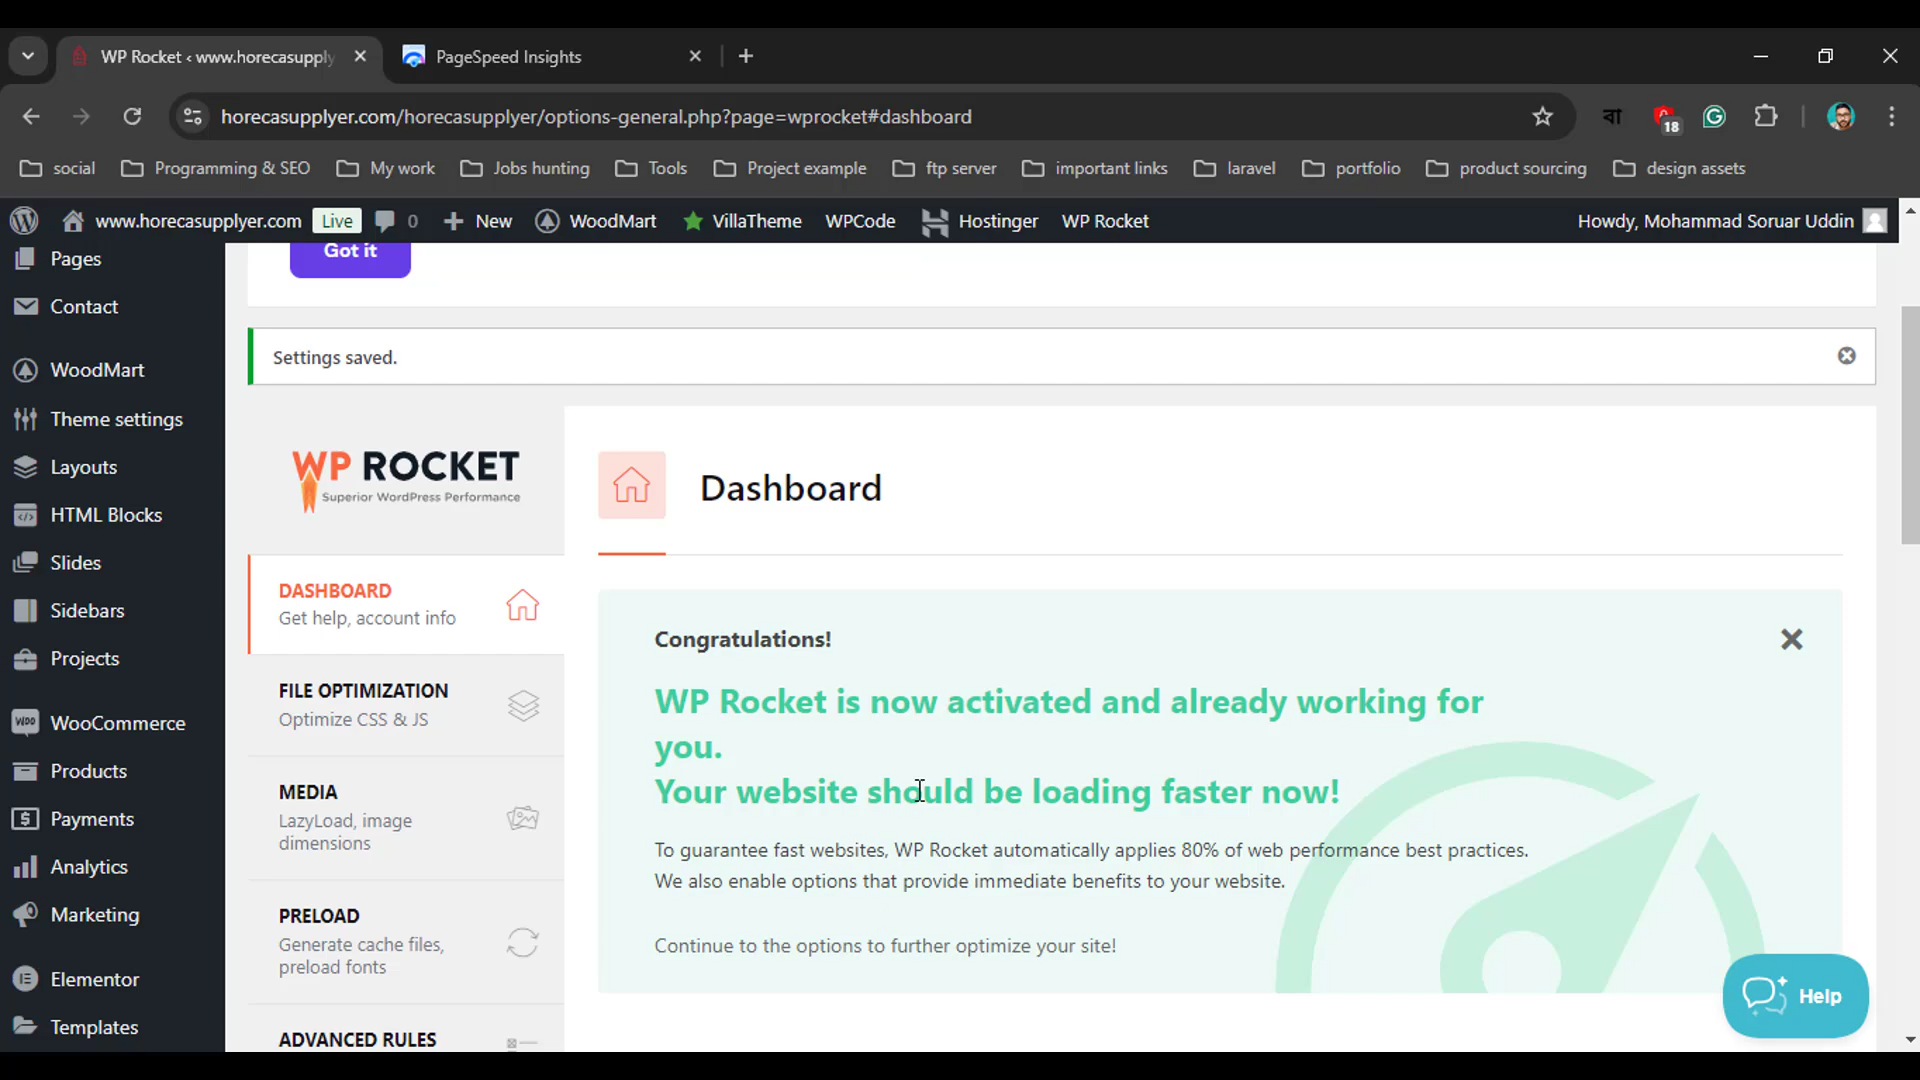 WP Rocket ‹ www.horecasupply
PageSpeed Insights
horecasupplyer.com/horecasupplyer/options-general.php?page=wprocket#dashboard
বা
18
social
Programming & SEO
My work
Jobs hunting
Tools
Project example
ftp server
important links
laravel
portfolio
product sourcing
design assets
www.horecasupplyer.com
Live
0
New
WoodMart
VillaTheme
WPCode
Hostinger
WP Rocket
Howdy, Mohammad Soruar Uddin
Pages
Contact
WoodMart
Theme settings
Layouts
HTML Blocks
Slides
Sidebars
Projects
WooCommerce
Products
Payments
Analytics
Marketing
Elementor
Templates
Got it
Settings saved.
WP ROCKET
Superior WordPress Performance
DASHBOARD
Get help, account info
FILE OPTIMIZATION
Optimize CSS & JS
MEDIA
LazyLoad, image
dimensions
PRELOAD
Generate cache files,
preload fonts
ADVANCED RULES
Dashboard
Congratulations!
WP Rocket is now activated and already working for
you.
Your website should be loading faster now!
To guarantee fast websites, WP Rocket automatically applies 80% of web performance best practices.
We also enable options that provide immediate benefits to your website.
Continue to the options to further optimize your site!
Help